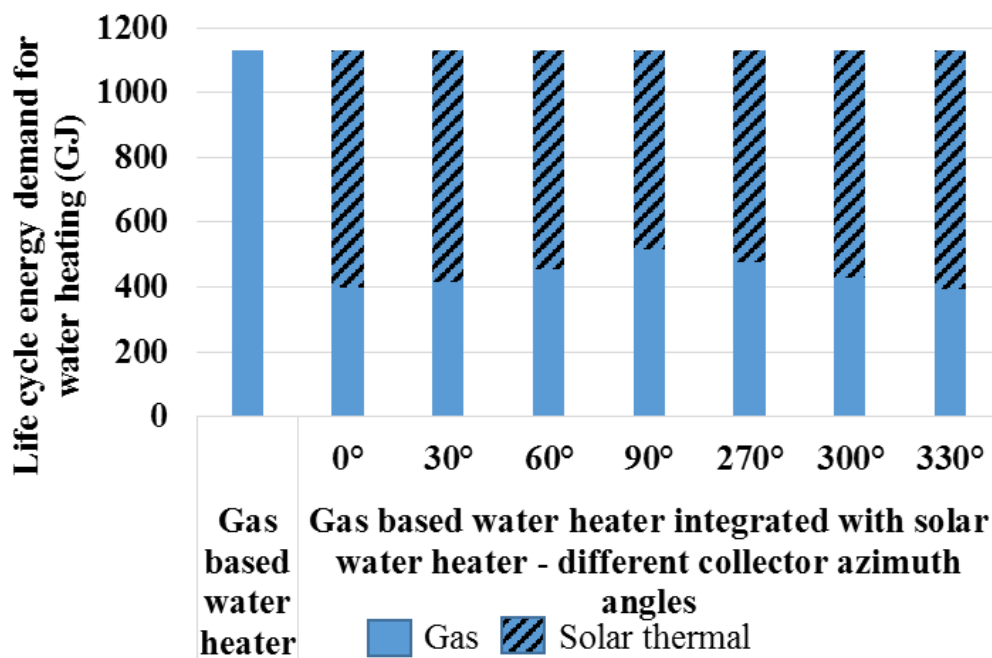 Life cycle energy demand for
water heating (GJ)
1200
1000
800
600
400
200
0
0° 30° 60° 90° 270° 300° 330°
Gas
based
water
heater
Gas based water heater integrated with solar
water heater - different collector azimuth
angles
Gas Solar thermal